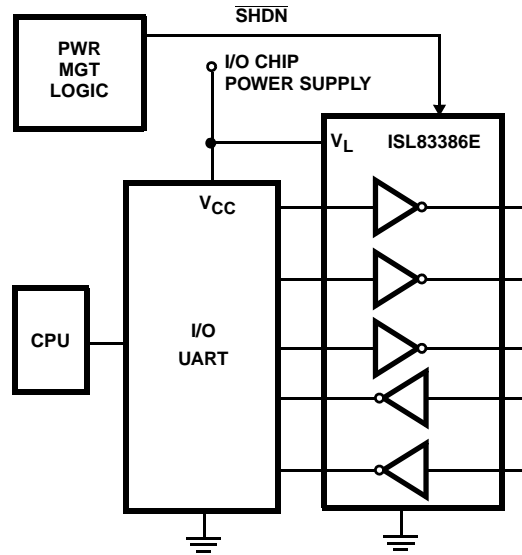 SHDN
PWR
MGT
LOGIC
I/O CHIP
POWER SUPPLY
VL
ISL83386E
VCC
CPU
I/O
UART